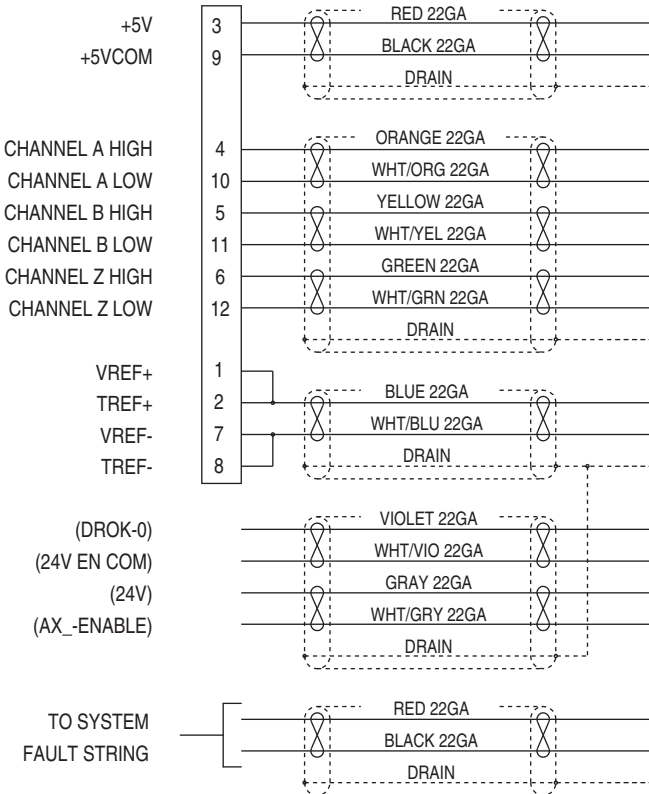 RED 22GA
+5V 3
BLACK 22GA
+5VCOM 9
DRAIN
ORANGE 22GA
CHANNEL A HIGH 4
WHT/ORG 22GA
CHANNEL A LOW 10
YELLOW 22GA
CHANNEL B HIGH 5
WHT/YEL 22GA
CHANNEL B LOW 11
GREEN 22GA
CHANNEL Z HIGH 6
WHT/GRN 22GA
CHANNEL Z LOW 12
DRAIN
VREF+ 1
BLUE 22GA
TREF+ 2
WHT/BLU 22GA
VREF- 7
DRAIN
TREF- 8
VIOLET 22GA
(DROK-0)
WHT/VIO 22GA
(24V EN COM)
GRAY 22GA
(24V)
WHT/GRY 22GA
(AX_-ENABLE)
DRAIN
RED 22GA
TO SYSTEM
BLACK 22GA
FAULT STRING
DRAIN